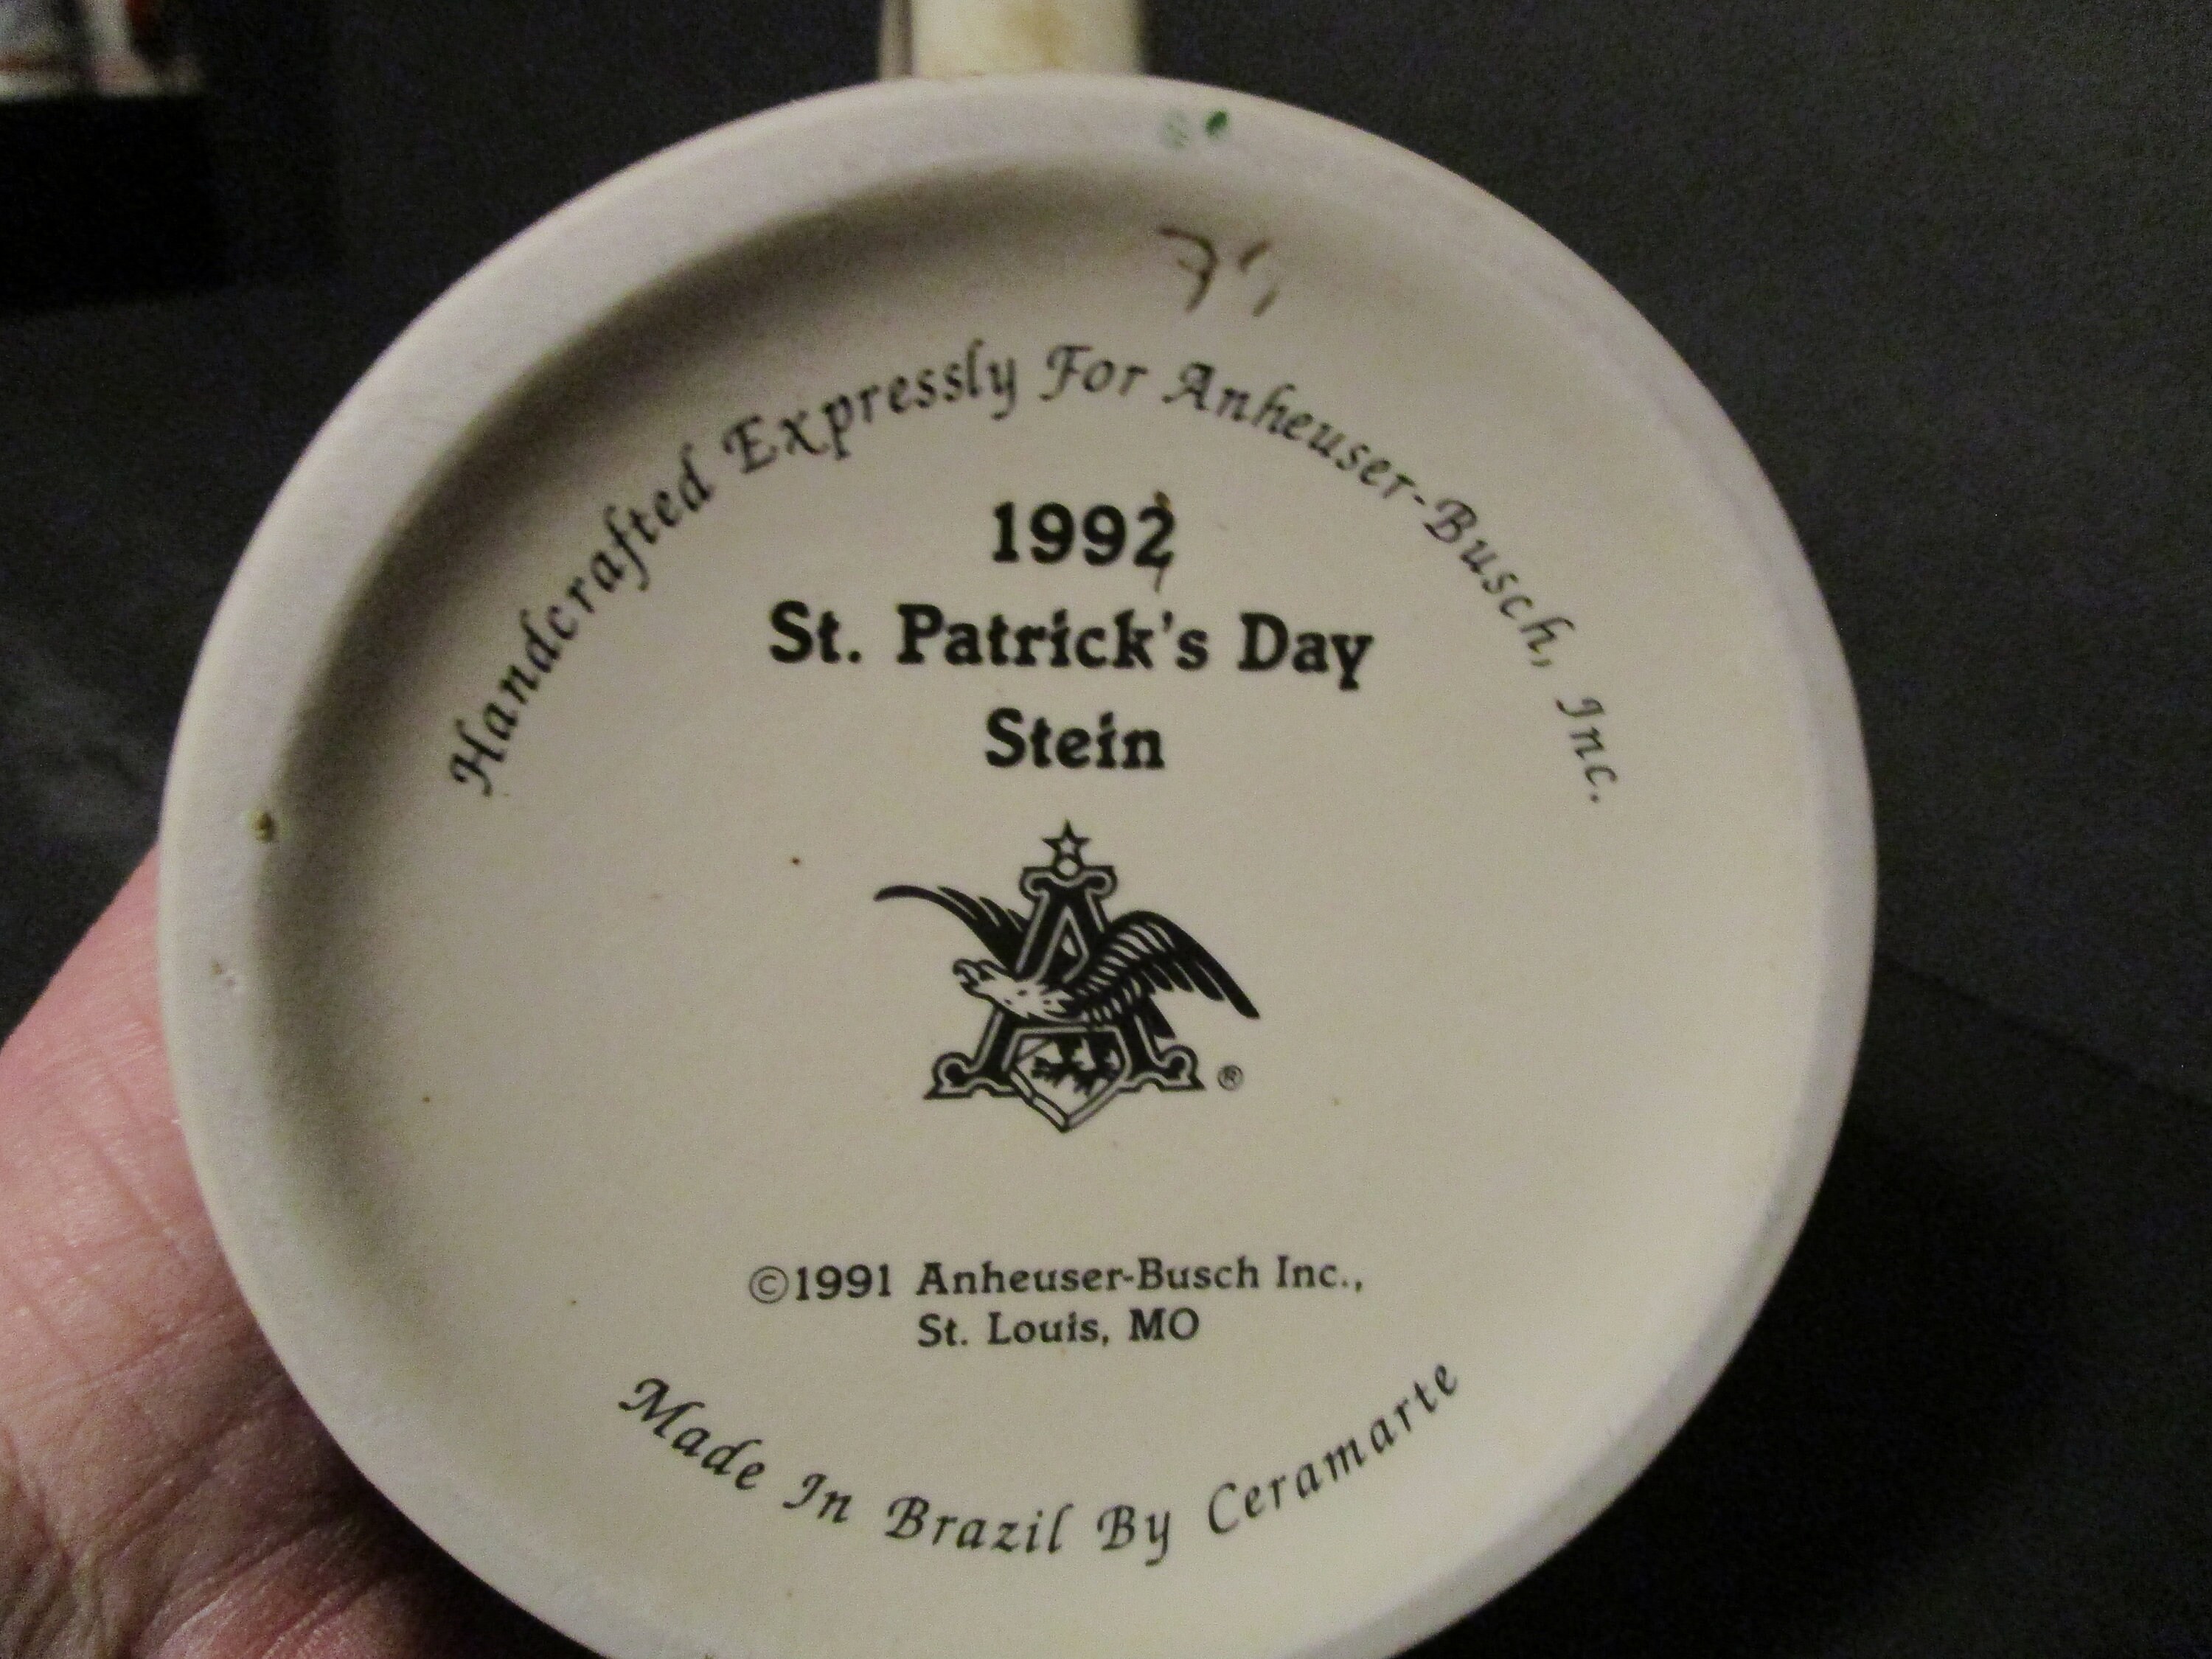 Handcrafted Expressly For Anheuser-Busch, Inc.
1992
St. Patrick's Day
Stein
A
®
©1991 Anheuser-Busch Inc.,
St. Louis, MO
Made In Brazil By Ceramarte